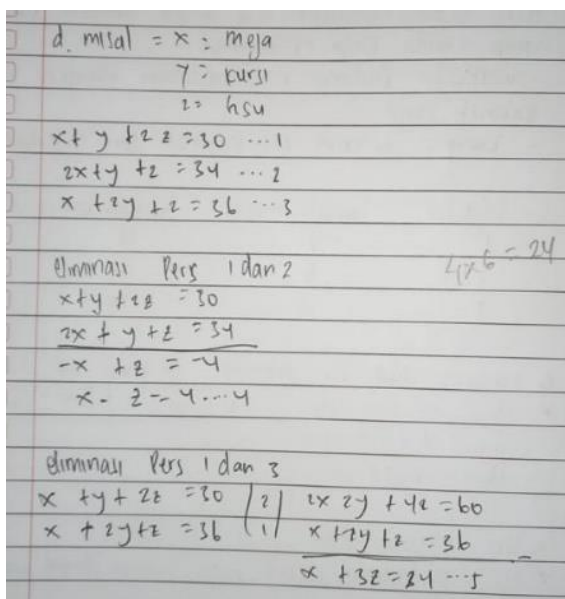 d. misal = x : meja
y : kursi
z = hsu
x + y + 2z = 30 ... 1
2x + y + z = 34 ... 2
x + 2y + z = 36 ... 3
4 x 6 = 24
eliminasi Pers 1 dan 2
x + y + 2z = 30
2x + y + z = 34
-x + z = -4
x - z = 4 .... 4
eliminasi Pers 1 dan 3
x + y + 2z = 30 | 2 | 2x 2y + 4z = 60
x + 2y + z = 36 | 1 | x + 2y + z = 36 -
x + 3z = 24 ... 5